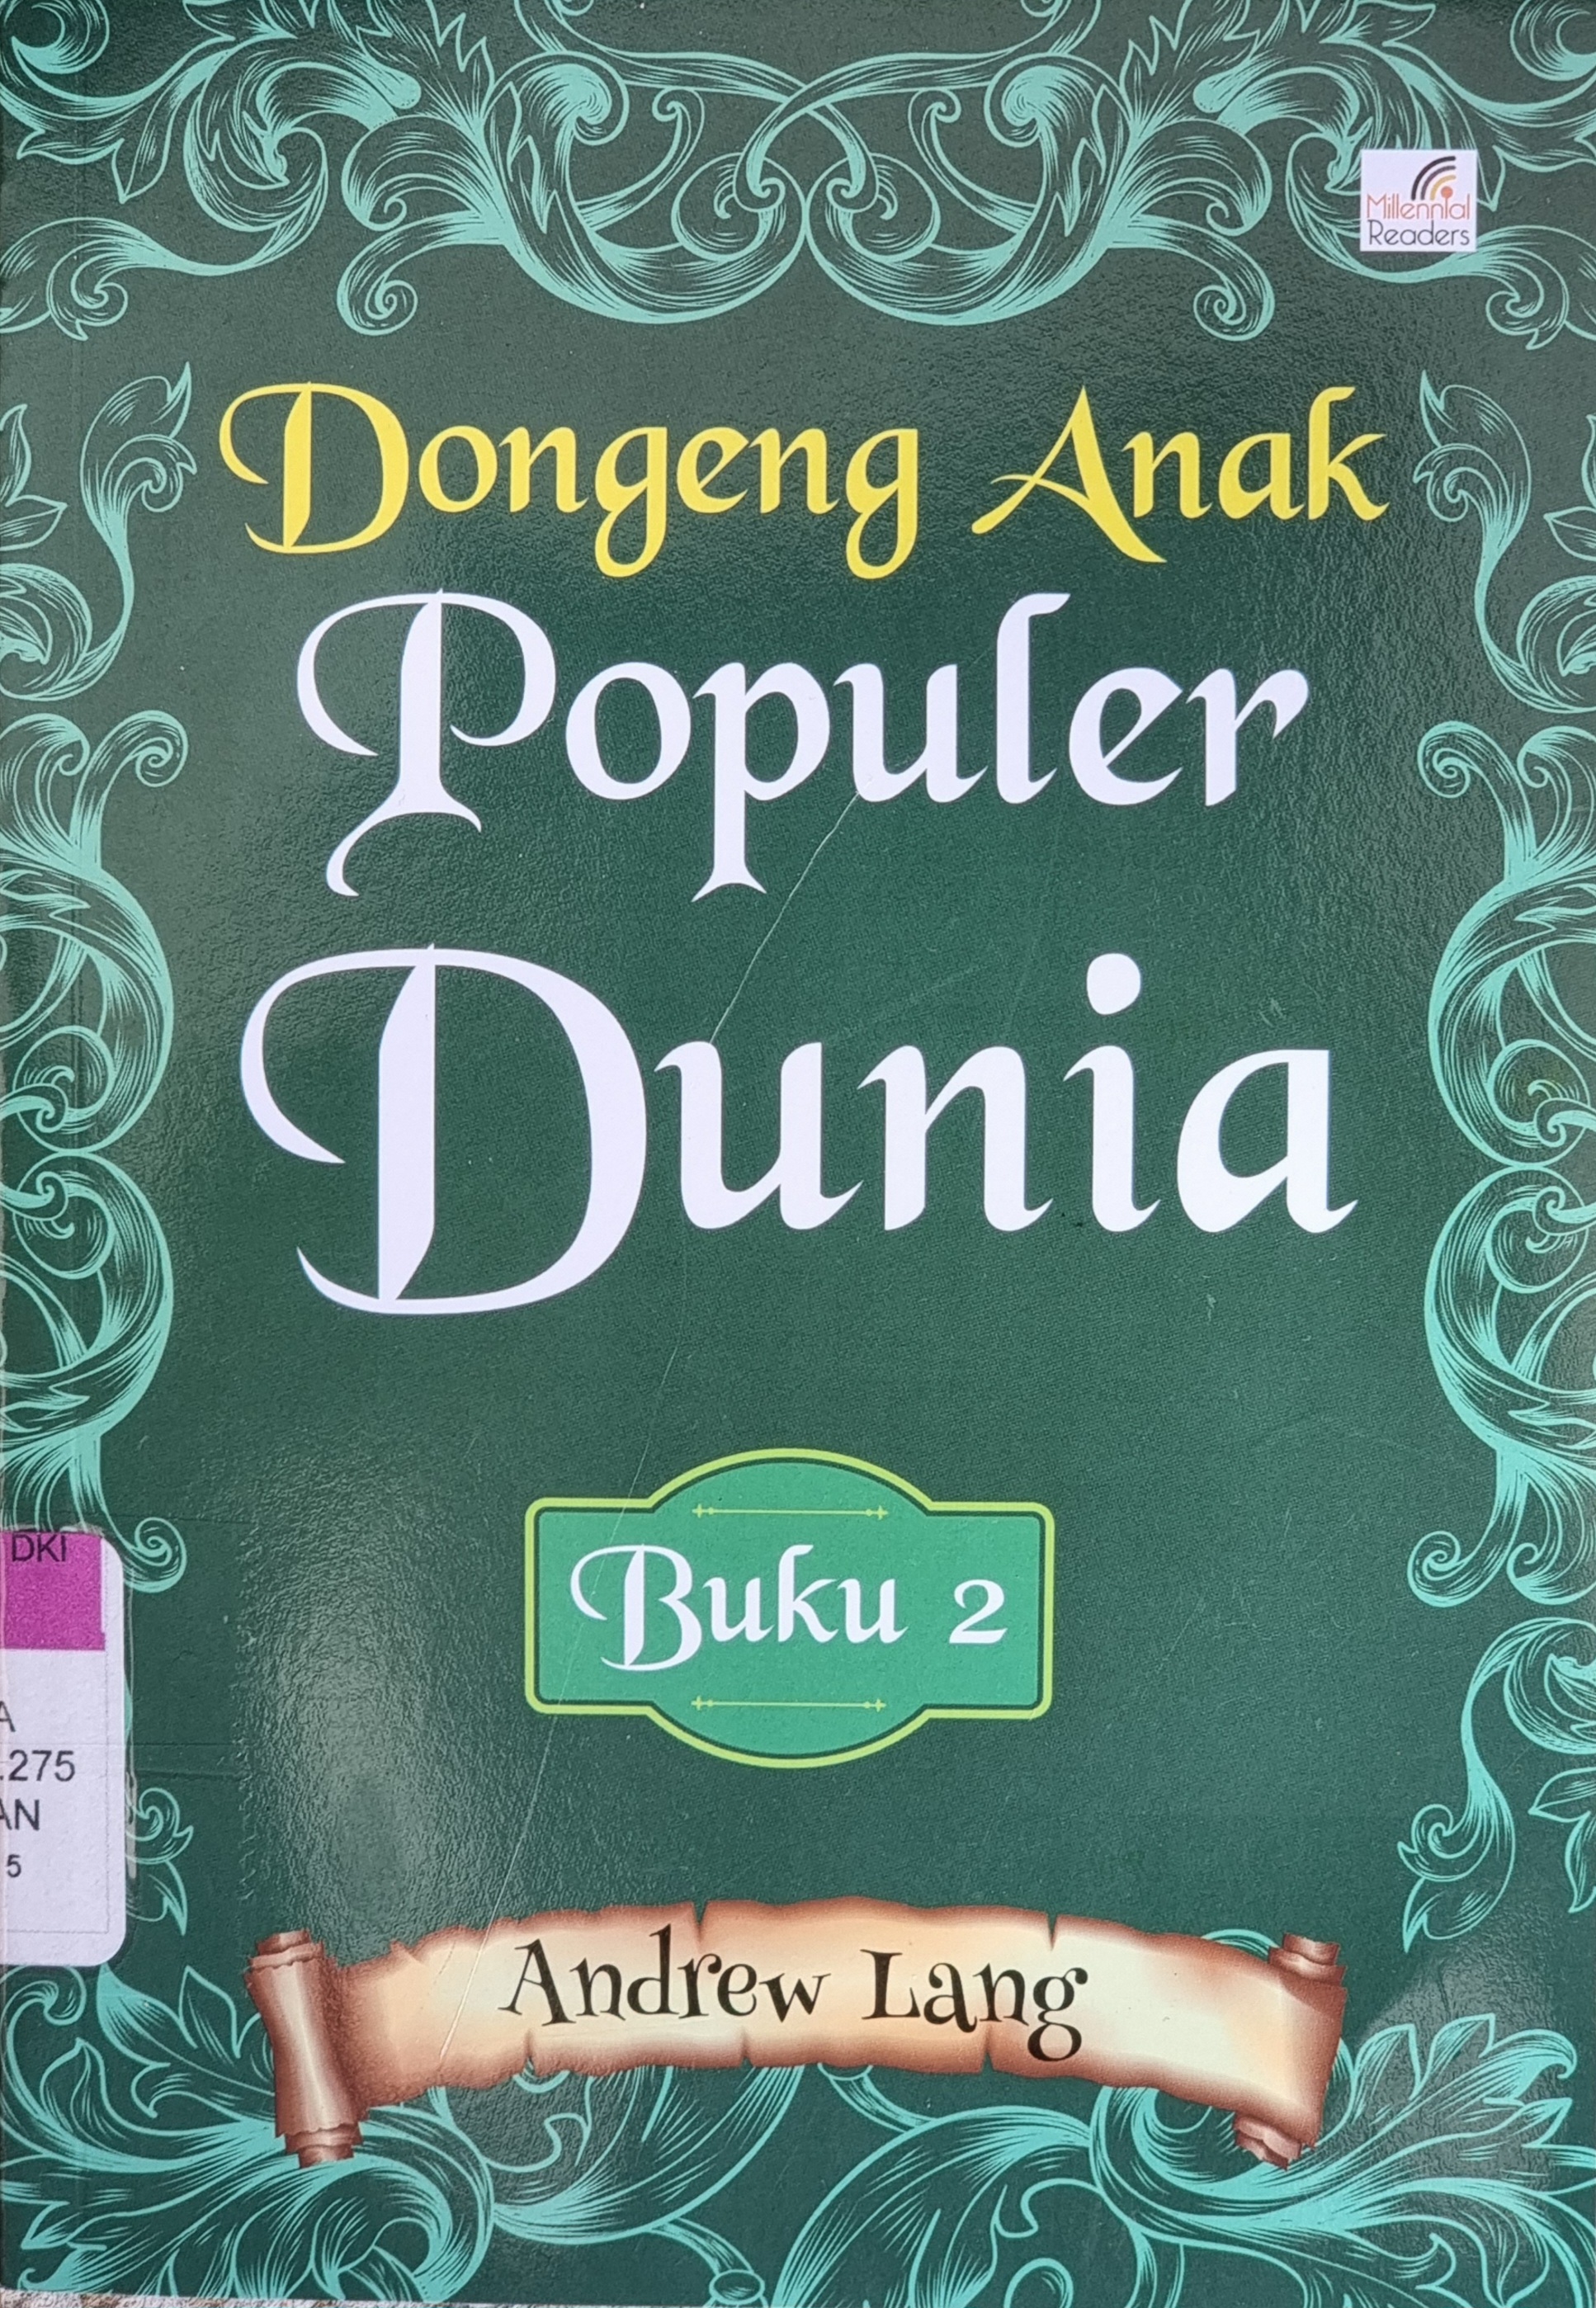 Millennial
Readers
Dongeng Anak
Populer
Dunia
Buku 2
DKI
A
.275
AN
5
Andrew Lang